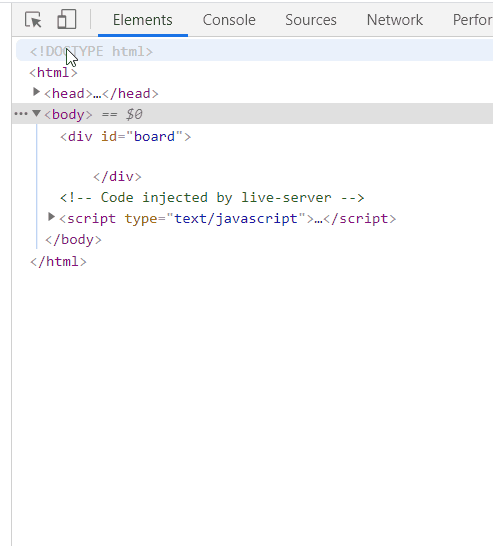 Elements Console Sources Network Perfor
<!DOCTYPE html>
<html>
<head>…</head>
<body> == $0
<div id="board">
</div>
<!-- Code injected by live-server -->
<script type="text/javascript">…</script>
</body>
</html>